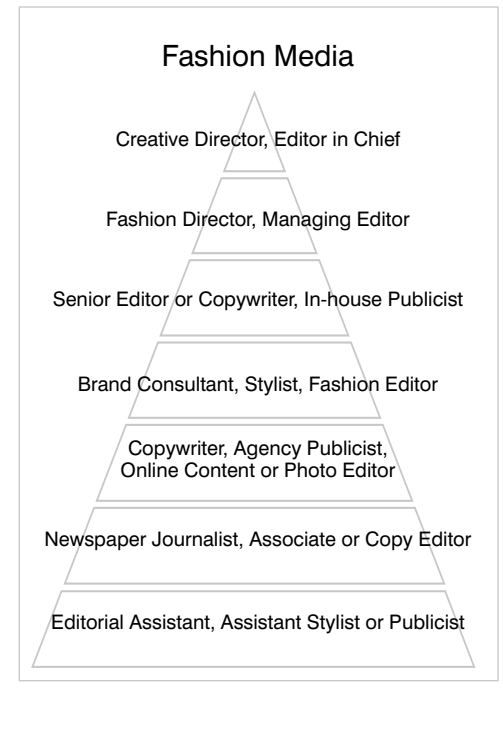 Fashion Media
Creative Director, Editor in Chief
Fashion Director, Managing Editor
Senior Editor or Copywriter, In-house Publicist
Brand Consultant, Stylist, Fashion Editor
Copywriter, Agency Publicist,
Online Content or Photo Editor
Newspaper Journalist, Associate or Copy Editor
Editorial Assistant, Assistant Stylist or Publicist